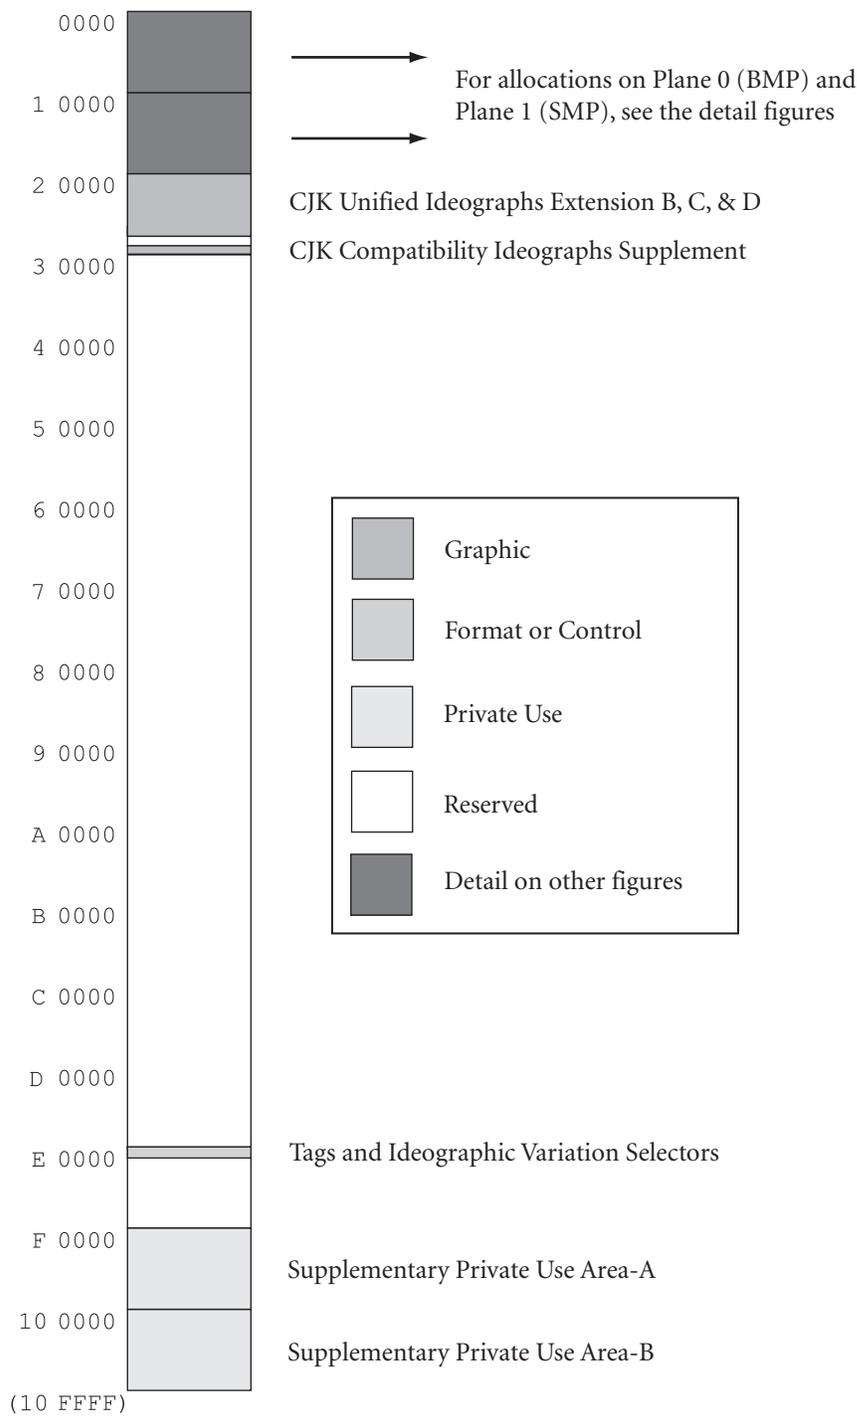 0000
For allocations on Plane 0 (BMP) and
1 0000
Plane 1 (SMP), see the detail figures
2 0000
CJK Unified Ideographs Extension B, C, & D
CJK Compatibility Ideographs Supplement
3 0000
4 0000
5 0000
6 0000
Graphic
7 0000
Format or Control
8 0000
Private Use
9 0000
Reserved
A 0000
Detail on other figures
B 0000
C 0000
D 0000
Tags and Ideographic Variation Selectors
E 0000
F 0000
Supplementary Private Use Area-A
10 0000
Supplementary Private Use Area-B
(10 FFFF)